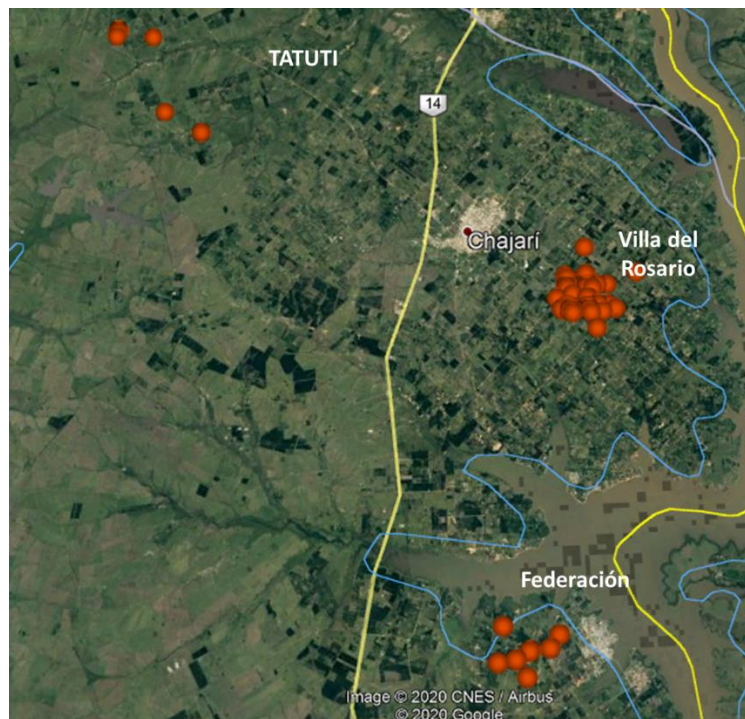 TATUTI
14
Chajarí
Villa del
Rosario
Federación
Image © 2020 CNES / Airbus
© 2020 Google